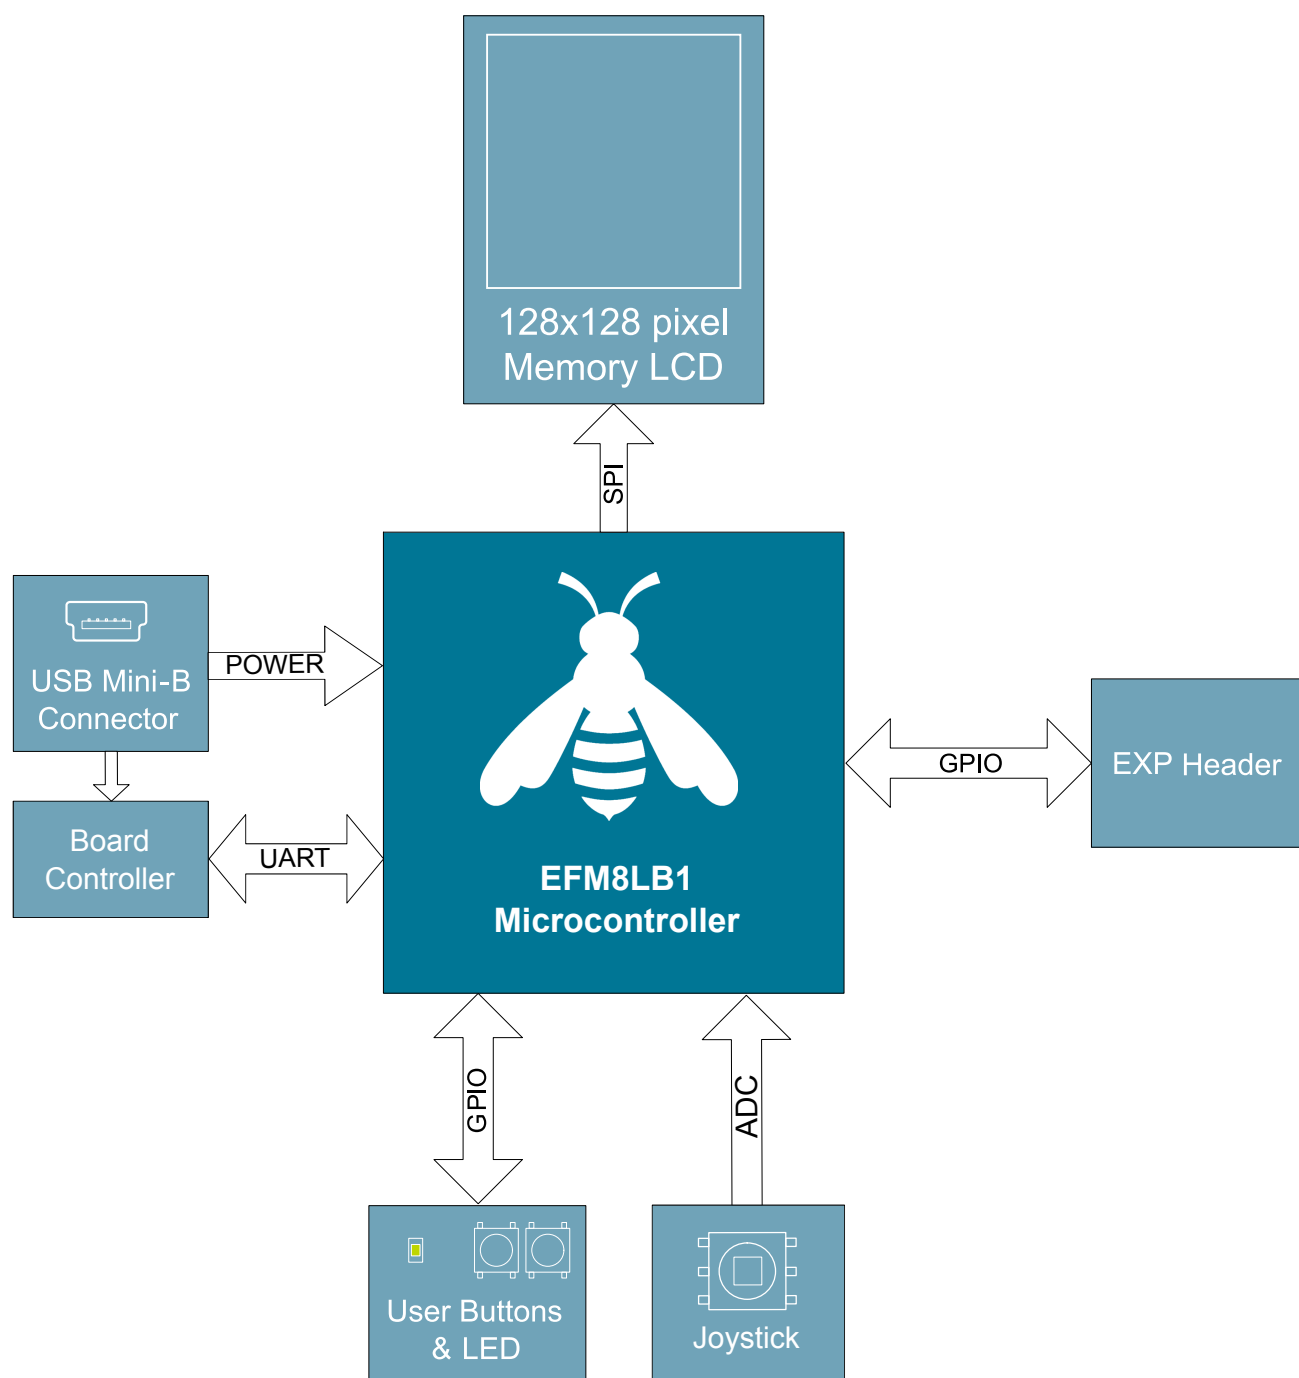 128x128 pixel
Memory LCD
SPI
USB Mini-B
Connector
POWER
EXP Header
GPIO
Board
Controller
UART
EFM8LB1
Microcontroller
GPIO
ADC
User Buttons
& LED
Joystick